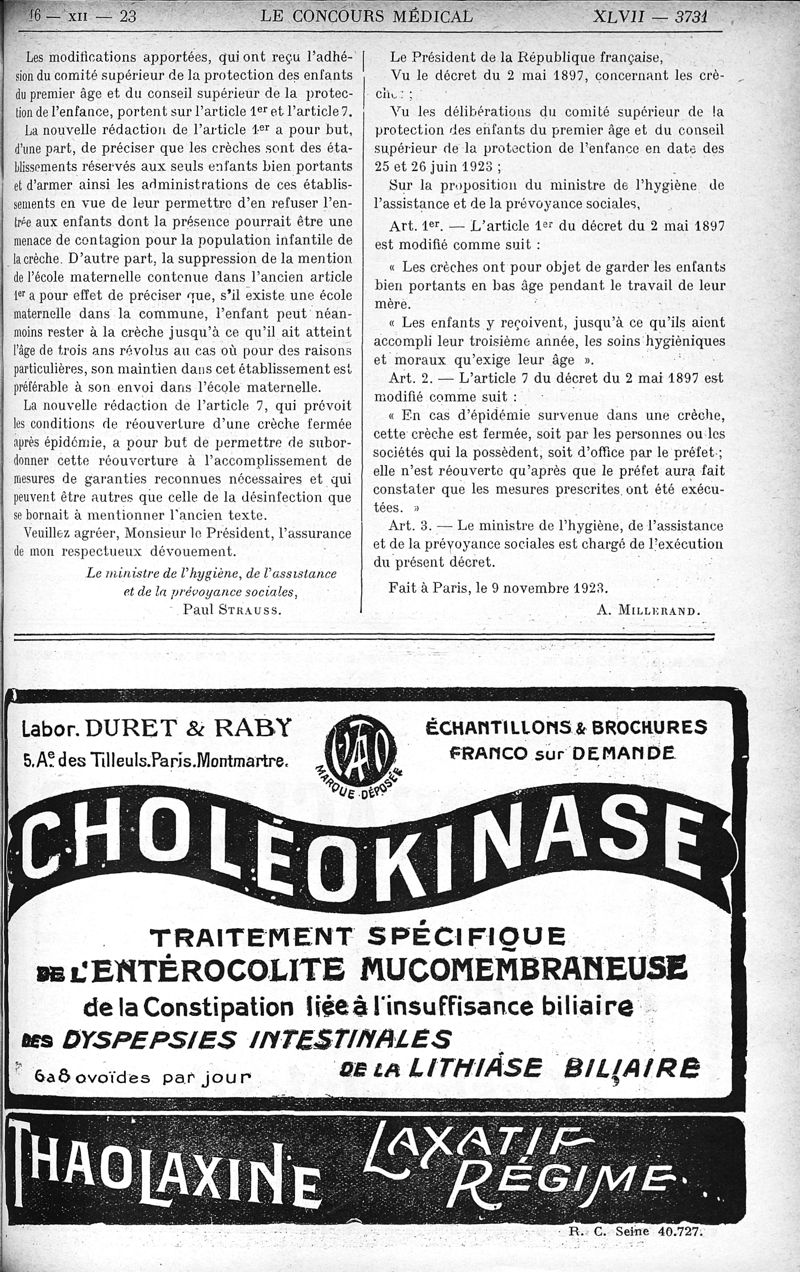 16 — XII — 23
LE CONCOURS MÉDICAL
XLVII — 3731
Les modifications apportées, qui ont reçu l'adhé-
sion du comité supérieur de la protection des enfants
du premier âge et du conseil supérieur de la protec-
tion de l'enfance, portent sur l'article 1er et l'article 7.
La nouvelle rédaction de l'article 1er a pour but,
d'une part, de préciser que les crèches sont des éta-
blissements réservés aux seuls enfants bien portants
et d'armer ainsi les administrations de ces établis-
sements en vue de leur permettre d'en refuser l'en-
trée aux enfants dont la présence pourrait être une
menace de contagion pour la population infantile de
la crèche. D'autre part, la suppression de la mention
de l'école maternelle contenue dans l'ancien article
1er a pour effet de préciser que, s'il existe une école
maternelle dans la commune, l'enfant peut néan-
moins rester à la crèche jusqu'à ce qu'il ait atteint
l'âge de trois ans révolus au cas où pour des raisons
particulières, son maintien dans cet établissement est
préférable à son envoi dans l'école maternelle.
La nouvelle rédaction de l'article 7, qui prévoit
les conditions de réouverture d'une crèche fermée
après épidémie, a pour but de permettre de subor-
donner cette réouverture à l'accomplissement de
mesures de garanties reconnues nécessaires et qui
peuvent être autres que celle de la désinfection que
se bornait à mentionner l'ancien texte.
Veuillez agréer, Monsieur le Président, l'assurance
de mon respectueux dévouement.
Le ministre de l'hygiène, de l'assistance
et de la prévoyance sociales,
Paul STRAUSS.
Le Président de la République française,
Vu le décret du 2 mai 1897, concernant les crè-
ches ;
Vu les délibérations du comité supérieur de la
protection des enfants du premier âge et du conseil
supérieur de la protection de l'enfance en date des
25 et 26 juin 1923 ;
Sur la proposition du ministre de l'hygiène de
l'assistance et de la prévoyance sociales,
Art. 1er. — L'article 1er du décret du 2 mai 1897
est modifié comme suit :
« Les crèches ont pour objet de garder les enfants
bien portants en bas âge pendant le travail de leur
mère.
« Les enfants y reçoivent, jusqu'à ce qu'ils aient
accompli leur troisième année, les soins hygiéniques
et moraux qu'exige leur âge ».
Art. 2. — L'article 7 du décret du 2 mai 1897 est
modifié comme suit :
« En cas d'épidémie survenue dans une crèche,
cette crèche est fermée, soit par les personnes ou les
sociétés qui la possèdent, soit d'office par le préfet ;
elle n'est réouverte qu'après que le préfet aura fait
constater que les mesures prescrites ont été exécu-
tées. »
Art. 3. — Le ministre de l'hygiène, de l'assistance
et de la prévoyance sociales est chargé de l'exécution
du présent décret.
Fait à Paris, le 9 novembre 1923.
A. MILLERAND.
Labor. DURET & RABY
5. Ae des Tilleuls. Paris. Montmartre.
MARQUE DÉPOSÉE
ÉCHANTILLONS & BROCHURES
FRANCO sur DEMANDE
CHOLÉOKINASE
TRAITEMENT SPÉCIFIQUE
DE L'ENTÉROCOLITE MUCOMEMBRANEUSE
de la Constipation liée à l'insuffisance biliaire
DES DYSPEPSIES INTESTINALES
DE LA LITHIASE BILIAIRE
6 a 8 ovoïdes par jour
THAOLAXINE
LAXATIF
RÉGIME
R. C. Seine 40.727.